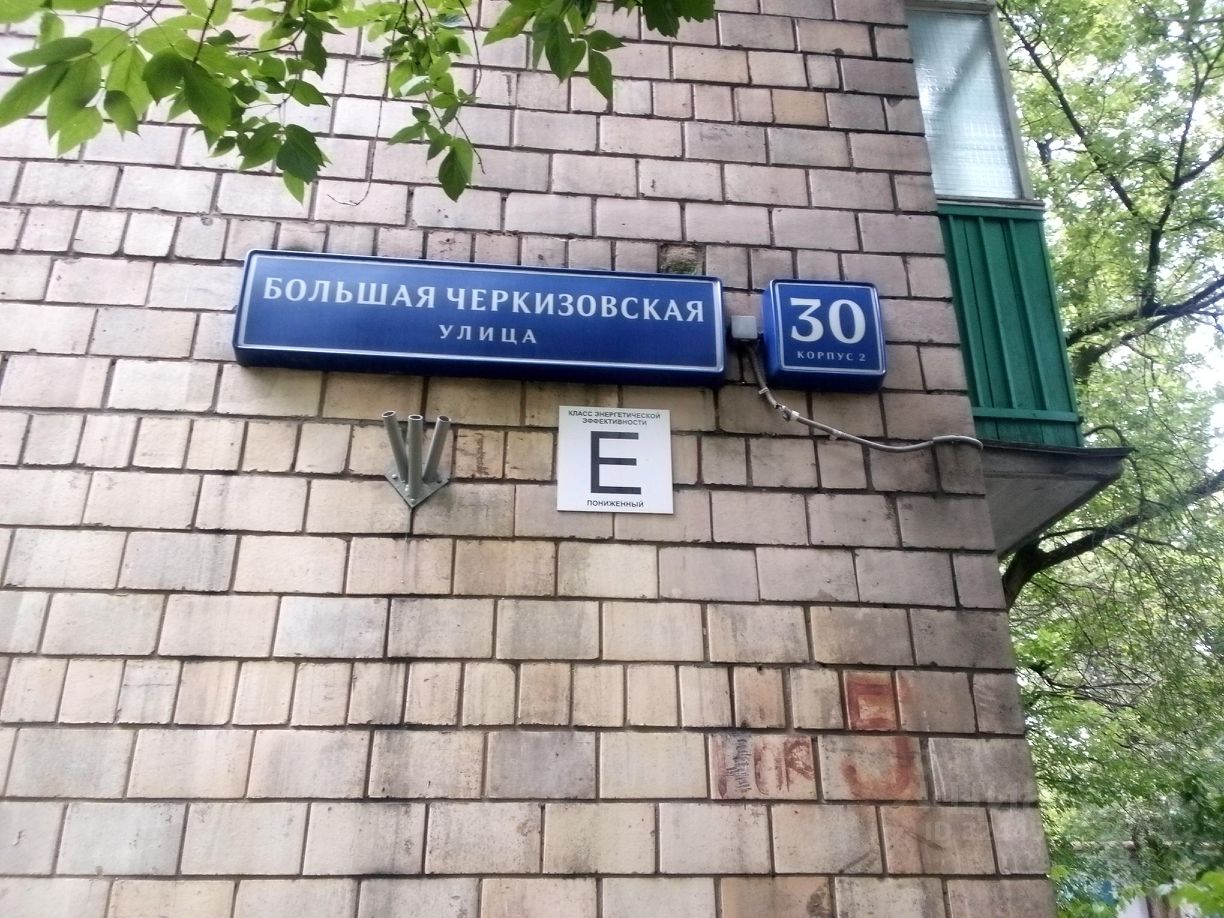 БОЛЬШАЯ ЧЕРКИЗОВСКАЯ
УЛИЦА
30
КОРПУС 2
КЛАСС ЭНЕРГЕТИЧЕСКОЙ
ЭФФЕКТИВНОСТИ
E
ПОНИЖЕННЫЙ